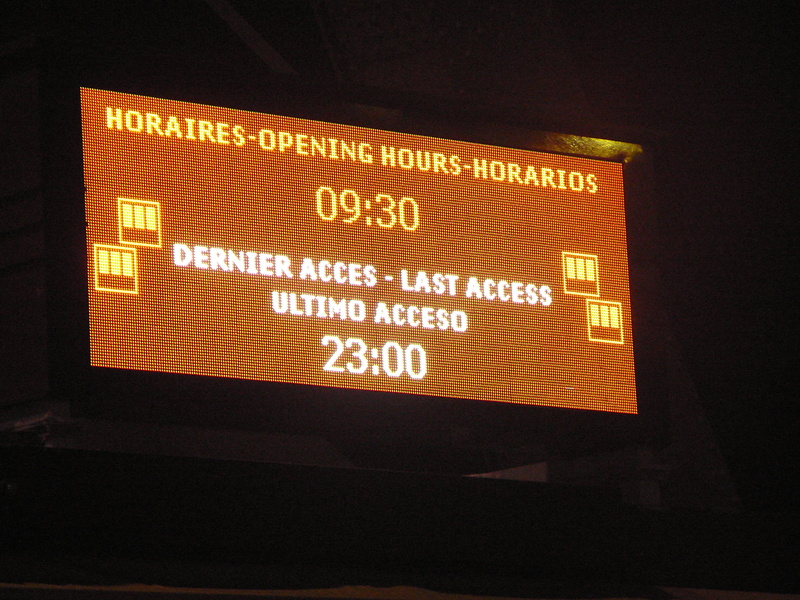 HORAIRES-OPENING HOURS-HORARIOS
09:30
DERNIER ACCES - LAST ACCESS
ULTIMO ACCESO
23:00